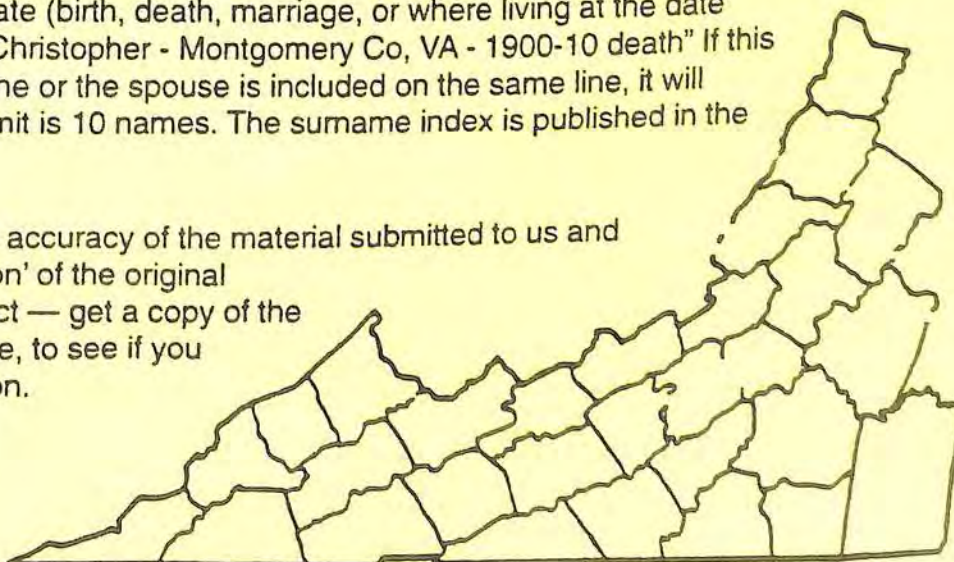 ate (birth, death, marriage, or where living at the date
Christopher - Montgomery Co, VA - 1900-10 death" If this
ne or the spouse is included on the same line, it will
nit is 10 names. The surname index is published in the
accuracy of the material submitted to us and
on' of the original
ct — get a copy of the
e, to see if you
on.